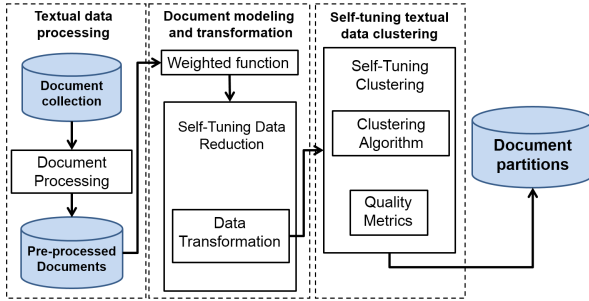 Textual data
processing
Document
collection
Document
Processing
Pre-processed
Documents
Document modeling
and transformation
Weighted function
Self-Tuning Data
Reduction
Data
Transformation
Self-tuning textual
data clustering
Self-Tuning
Clustering
Clustering
Algorithm
Quality
Metrics
Document
partitions